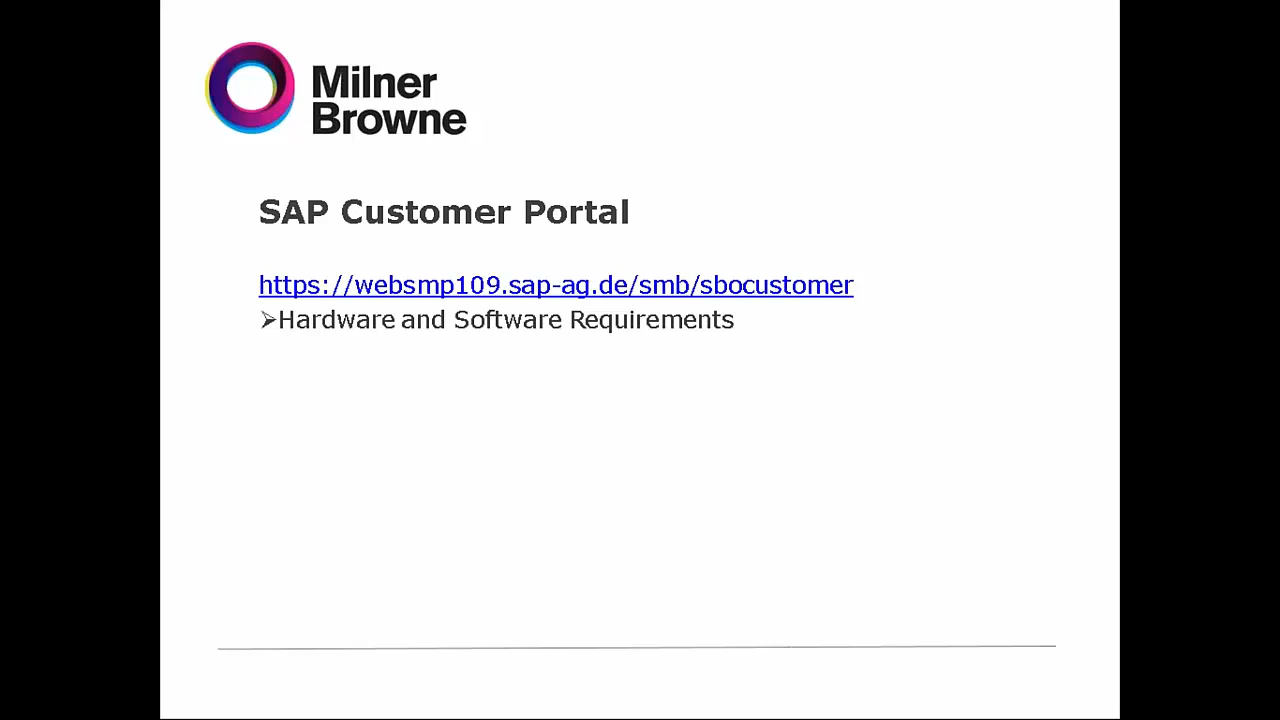 Milner
Browne
SAP Customer Portal
https://websmp109.sap-ag.de/smb/sbocustomer
➢Hardware and Software Requirements